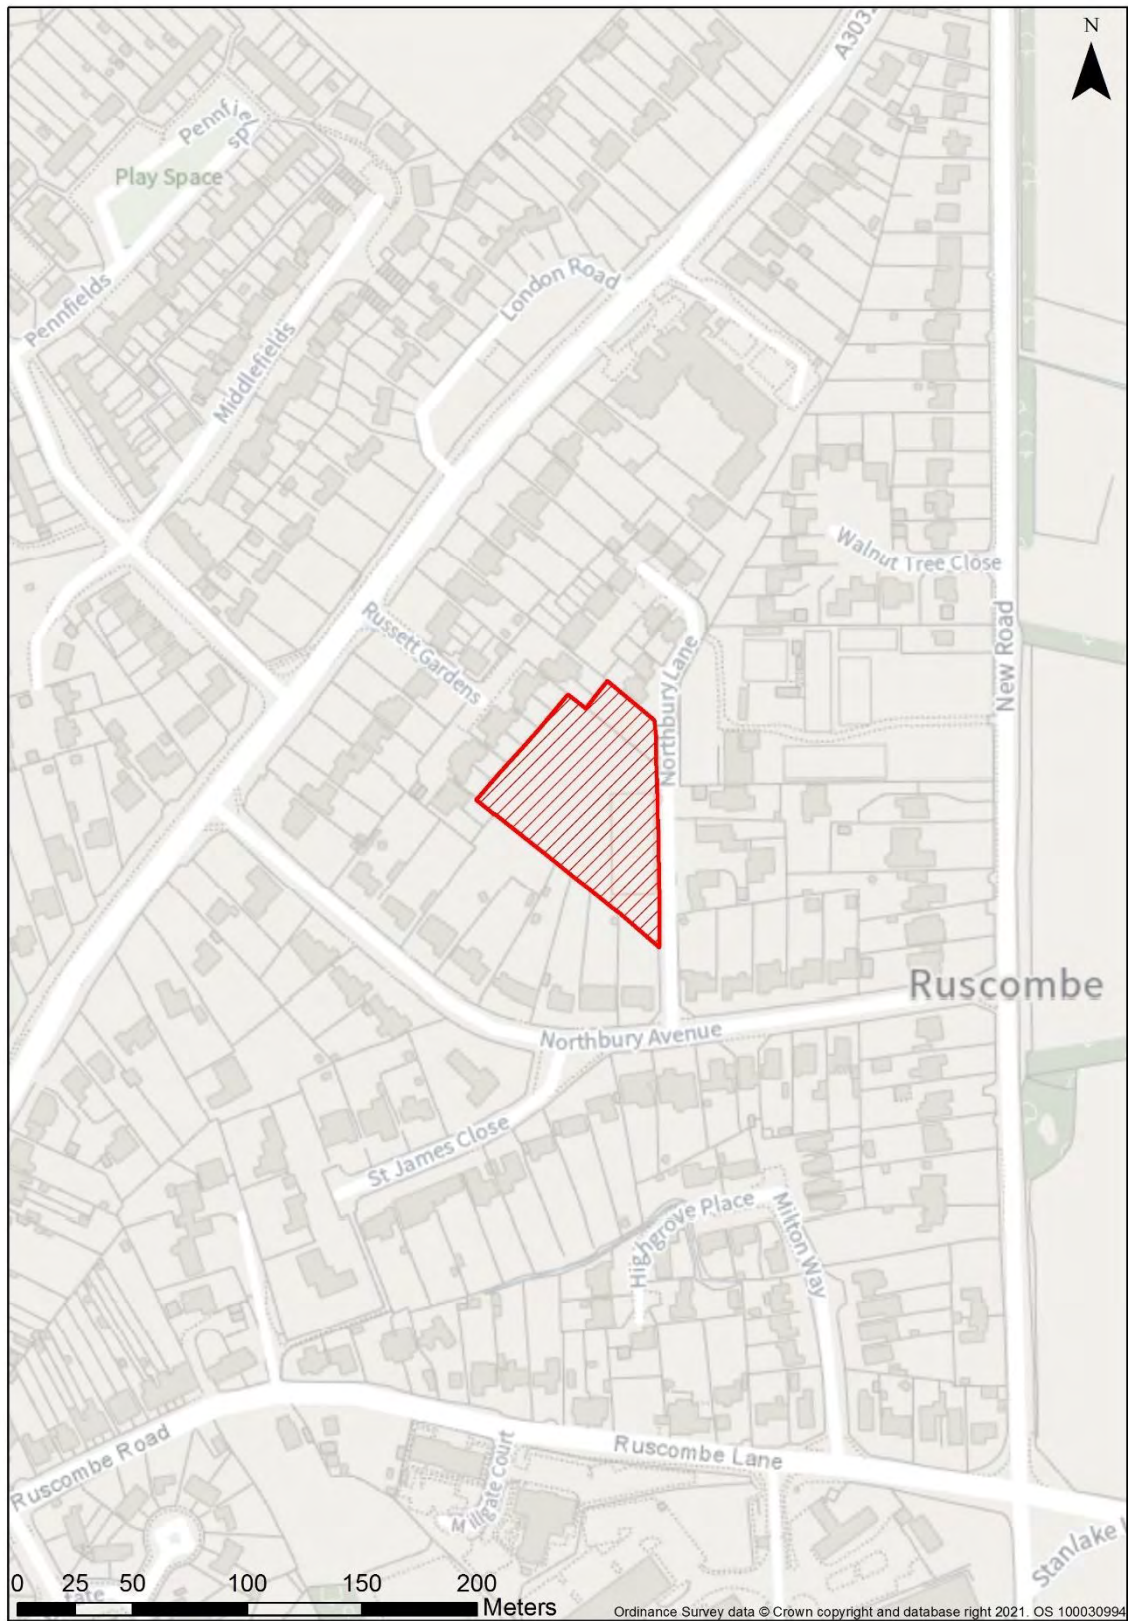 N
A303
Pennfiel
ds
Play Space
London Road
Pennfields
Middlefields
Walnut Tree Close
Russett Gardens
New Road
Northbury Lane
Ruscombe
Northbury Avenue
St James Close
Highgrove Place
Milton Way
Ruscombe Road
Ruscombe Lane
Millgate Court
Stanlake
0 25 50 100 150 200
Meters
Ordinance Survey data © Crown copyright and database right 2021. OS 100030994